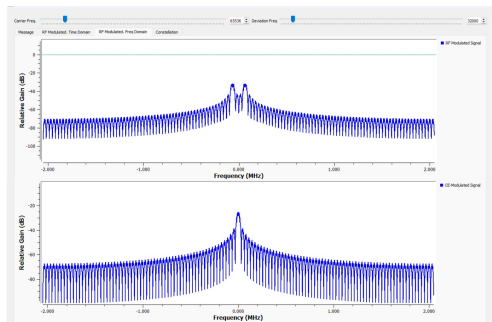 Carrier Freq. 65536 Deviation Freq. 32000
Message RF Modulated. Time Domain RF Modulated. Freq Domain Constellation
RF Modulated Signal
0
-20
-40
-60
-80
-100
Relative Gain (dB)
-2.000 -1.000 0.000 1.000 2.000
Frequency (MHz)
CE-Modulated Signal
-20
-40
-60
-80
Relative Gain (dB)
-2.000 -1.000 0.000 1.000 2.000
Frequency (MHz)